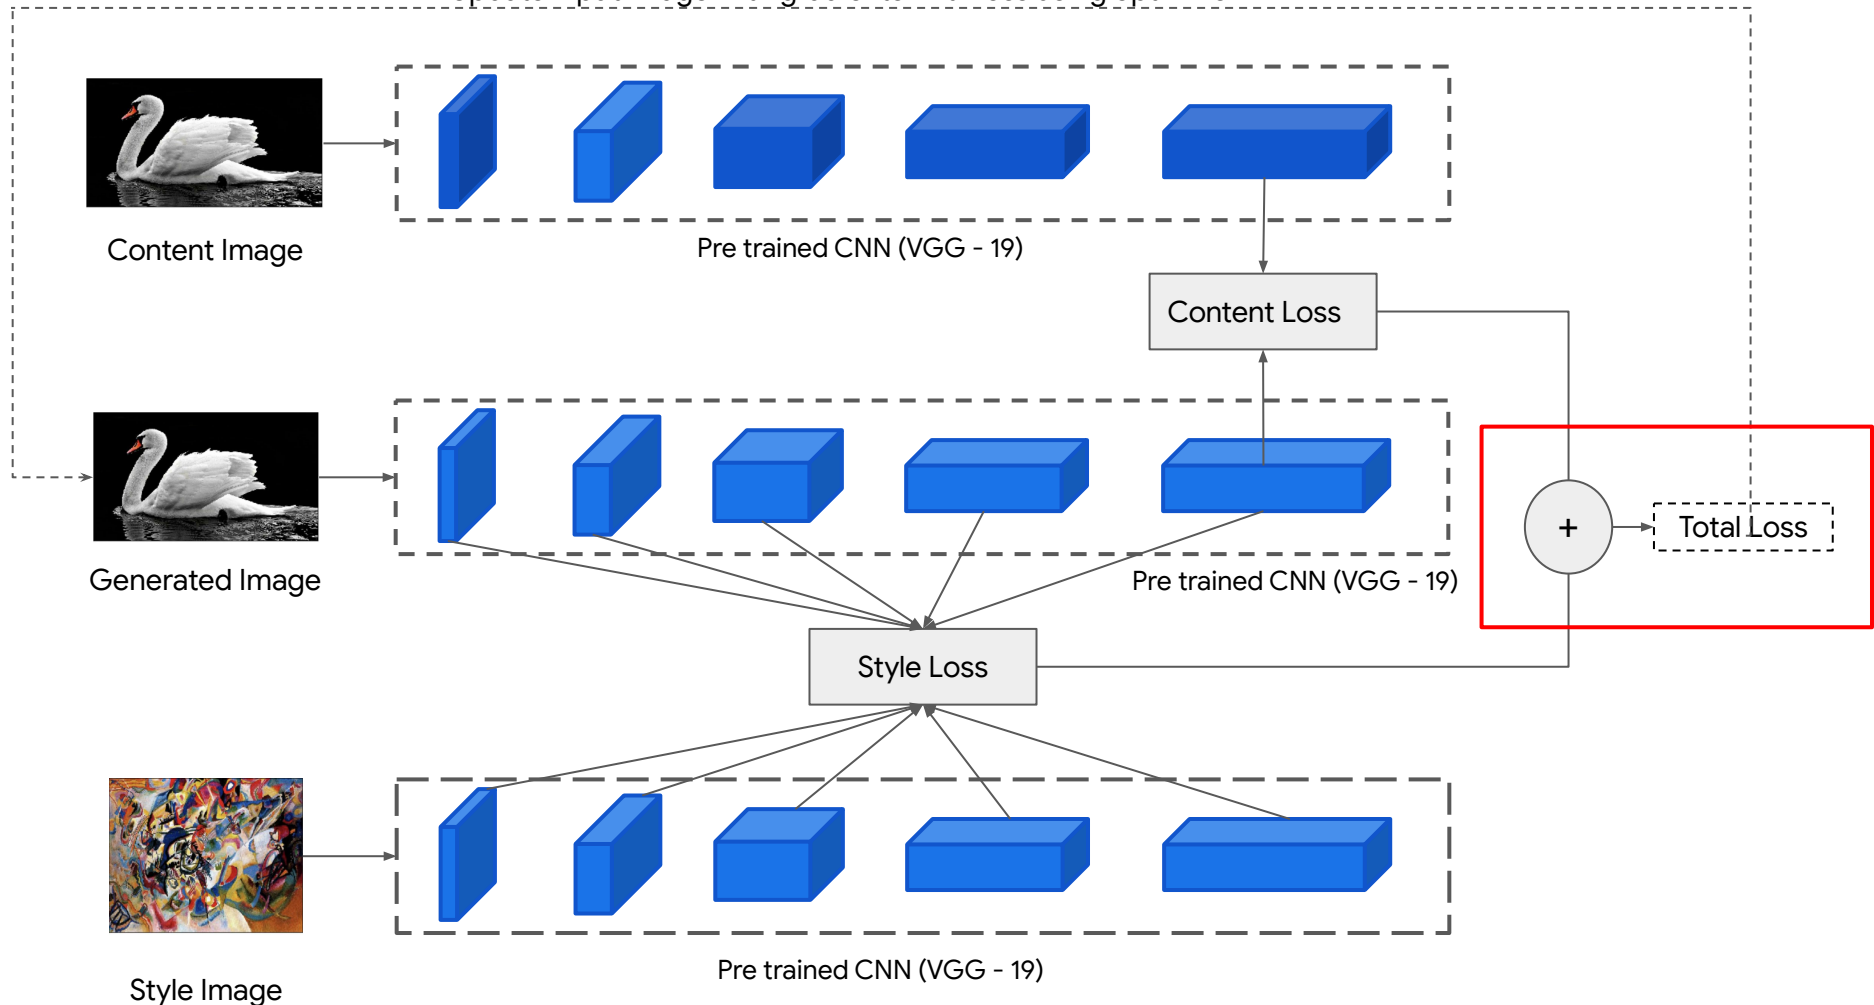 Content Image
Pre trained CNN (VGG - 19)
Content Loss
+
Total Loss
Generated Image
Pre trained CNN (VGG - 19)
Style Loss
Pre trained CNN (VGG - 19)
Style Image